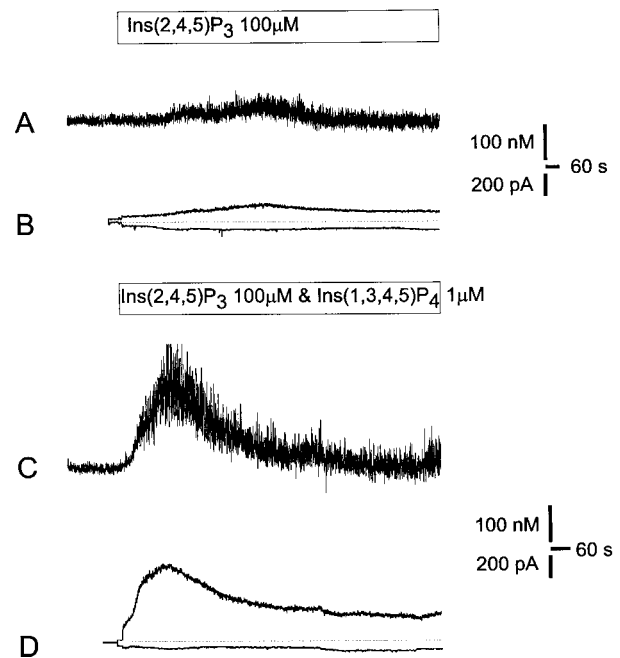 Ins(2,4,5)P3 100µM
A
100 nM
60 s
200 pA
B
Ins(2,4,5)P3 100µM & Ins(1,3,4,5)P4 1µM
C
100 nM
60 s
200 pA
D